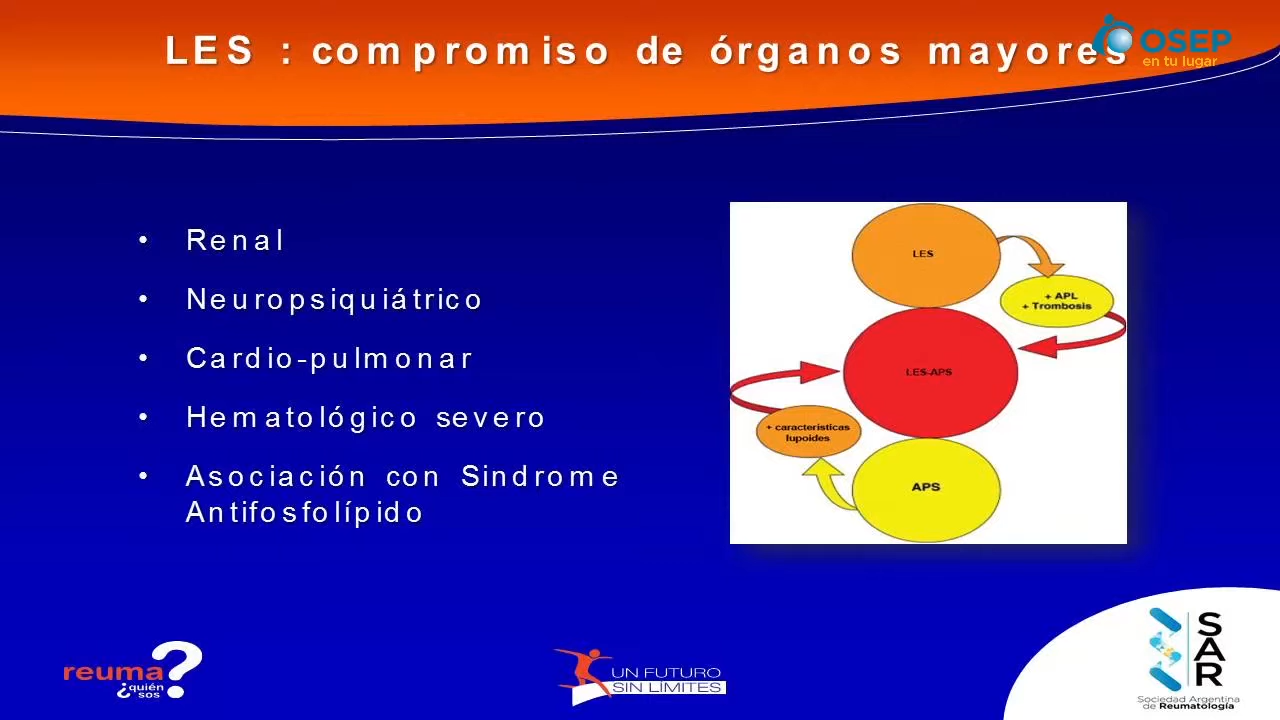 LES : compromiso de órganos mayores
OSEP
en tu lugar
• Renal
• Neuropsiquiátrico
• Cardio-pulmonar
• Hematológico severo
• Asociación con Sindrome
Antifosfolípido
LES
+ APL
+ Trombosis
LES-APS
+ características
lupoides
APS
reuma?
¿quién
sos
UN FUTURO
SIN LÍMITES
SAR
Sociedad Argentina
de Reumatología